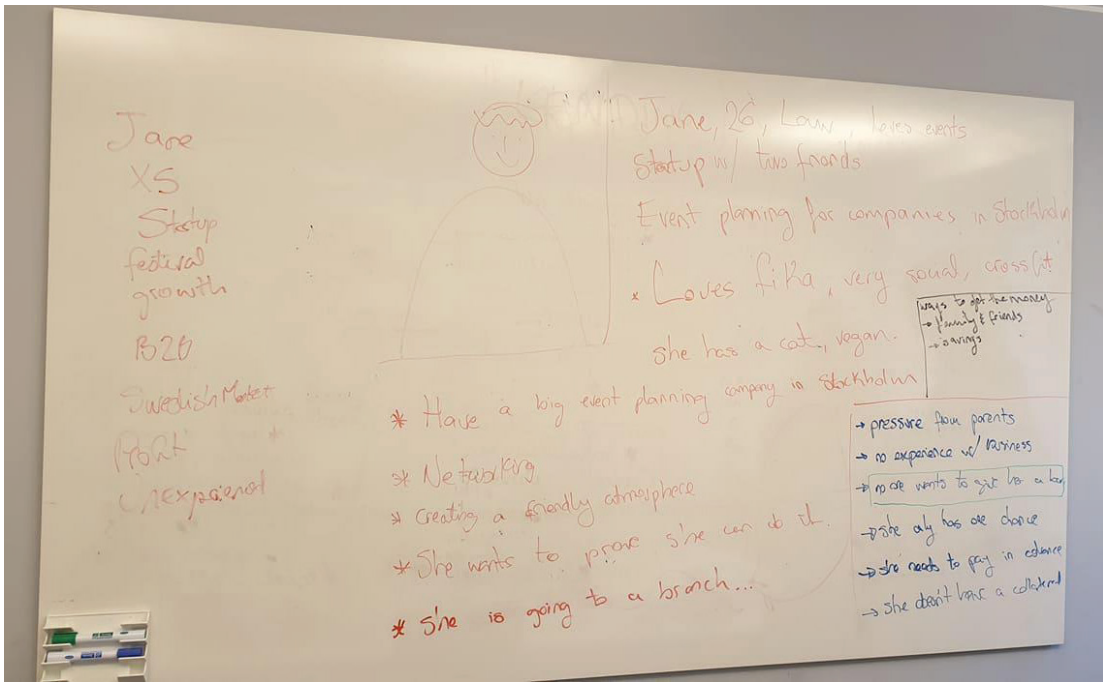 Jane
XS
Startup
festival
growth
B2B
Swedish Market
Profit
Unexperienced
Jane, 26, Law, loves events
Startup w/ two friends
Event planning for companies in Stockholm
* Loves fika, very social, crossfit
she has a cat, vegan.
* Have a big event planning company in Stockholm
* Networking
* Creating a friendly atmosphere
* She wants to prove she can do it.
* She is going to a branch...
ways to get the money
→ family & friends
→ savings
→ pressure from parents
→ no experience w/ Business
→ no one wants to give her a loan
→ she only has one chance
→ she needs to pay in advance
→ she doesn't have a collateral